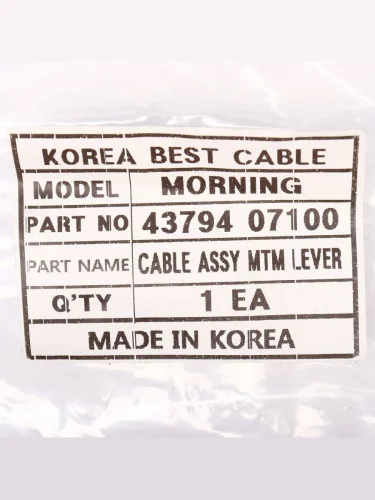 KOREA BEST CABLE
MODEL MORNING
PART NO 43794 07100
PART NAME CABLE ASSY MTM LEVER
Q'TY 1 EA
MADE IN KOREA